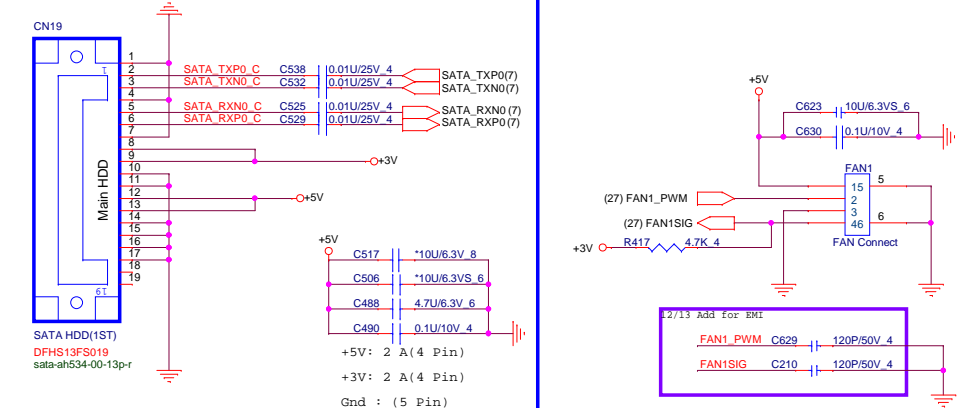 CN19
1
2
3
4
5
6
7
8
9
10
11
12
13
14
15
16
17
18
19
1
19
Main HDD
SATA_TXP0_C C538 0.01U/25V_4 SATA_TXP0(7)
SATA_TXN0_C C532 0.01U/25V_4 SATA_TXN0(7)
SATA_RXN0_C C525 0.01U/25V_4 SATA_RXN0(7)
SATA_RXP0_C C529 0.01U/25V_4 SATA_RXP0(7)
+3V
+5V
SATA HDD(1ST)
DFHS13FS019
sata-ah534-00-13p-r
+5V
C517 *10U/6.3V_8
C506 *10U/6.3VS_6
C488 4.7U/6.3V_6
C490 0.1U/10V_4
+5V: 2 A(4 Pin)
+3V: 2 A(4 Pin)
Gnd : (5 Pin)
+5V
C623 10U/6.3VS_6
C630 0.1U/10V_4
FAN1
15 5
2
3
46 6
FAN Connect
(27) FAN1_PWM
(27) FAN1SIG
+3V R417 4.7K_4
12/13 Add for EMI
FAN1_PWM C629 120P/50V_4
FAN1SIG C210 120P/50V_4